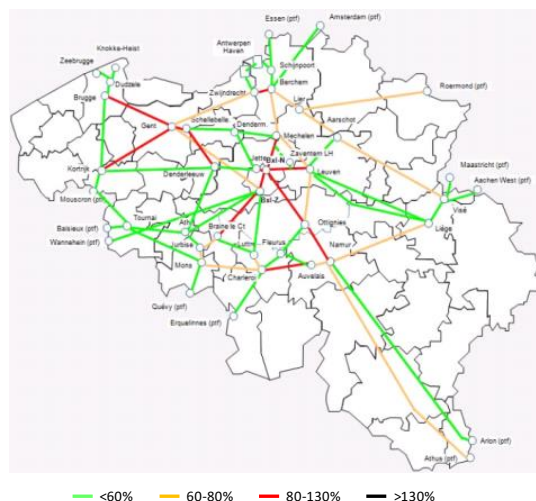 Essen (ptf)
Amsterdam (ptf)
Knokke-Heist
Antwerpen
Haven
Zeebrugge
Schijnpoort
Dudzele
Berchem
Roermond (ptf)
Brugge
Zwijndrecht
Lier
Schellebelle
Gent
Denderm.
Aarschot
Mechelen
Zaventem LH
Jette
Bxl-N
Maastricht (ptf)
Kortrijk
Denderleeuw
Leuven
Aachen West (ptf)
Mouscron (ptf)
Bxl-Z
Visé
Tournai
Ath
Liège
Baisieux (ptf)
Braine le Ct
Ottignies
Wannehein (ptf)
Jurbise
Luttre
Fleurus
Namur
Mons
Charleroi
Auvelais
Quévy (ptf)
Erquelinnes (ptf)
Arlon (ptf)
Athus (ptf)
<60%
60-80%
80-130%
>130%